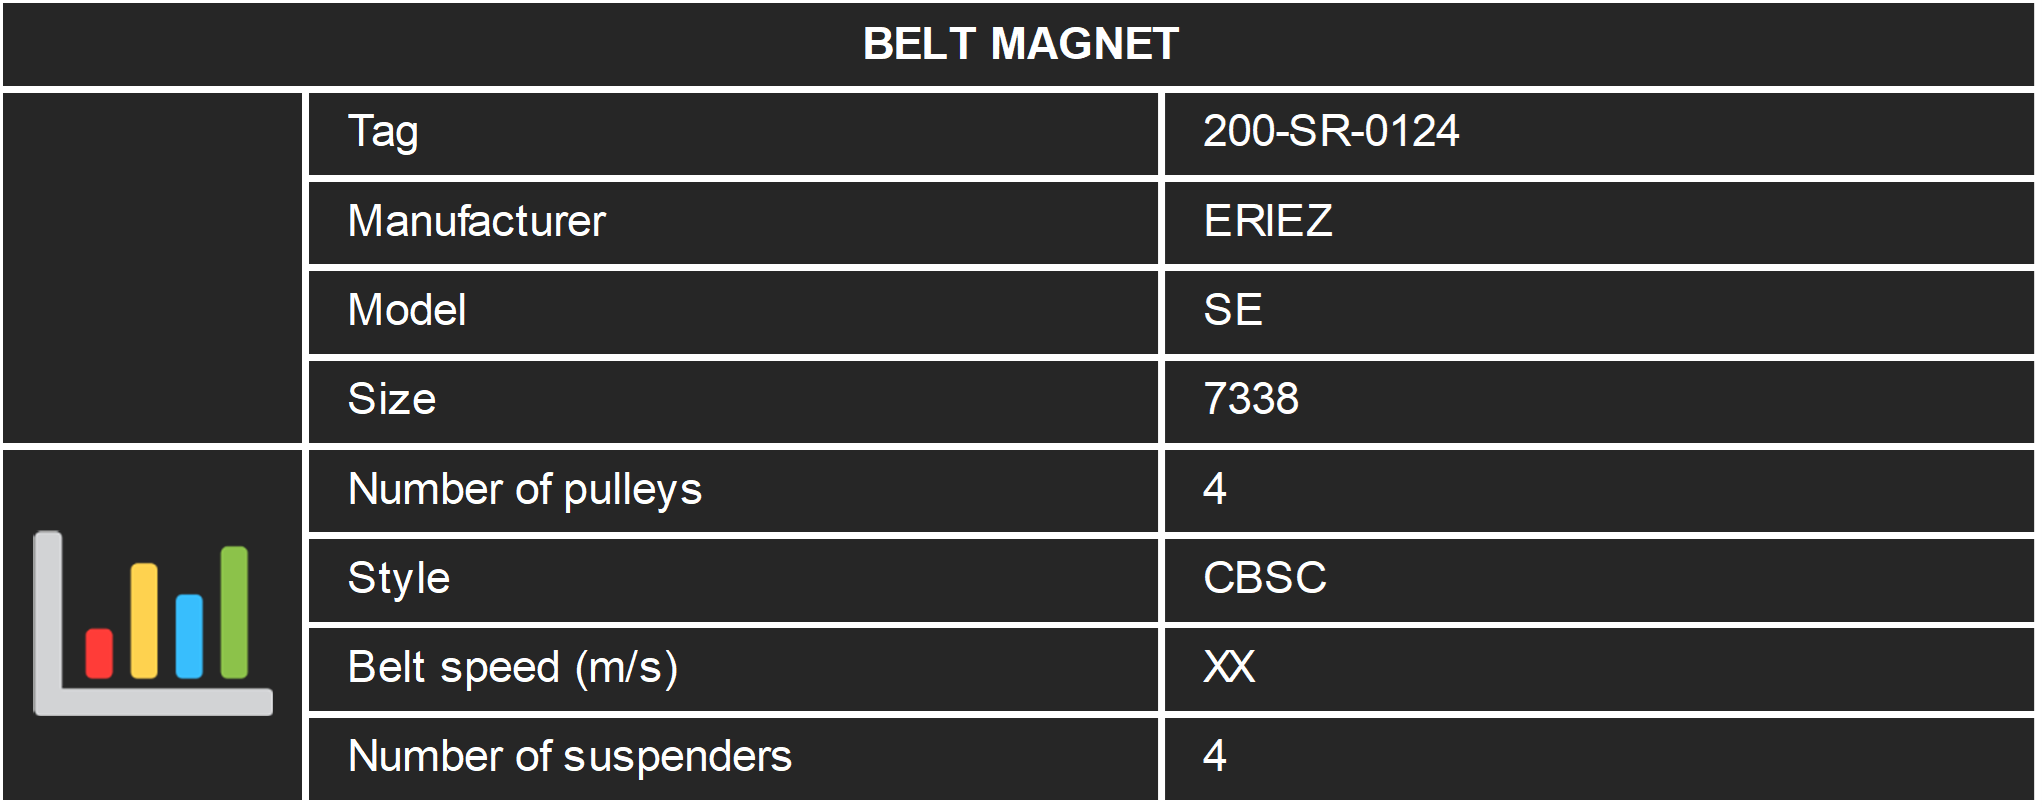 BELT MAGNET
Tag 200-SR-0124
Manufacturer ERIEZ
Model SE
Size 7338
Number of pulleys 4
Style CBSC
Belt speed (m/s) XX
Number of suspenders 4